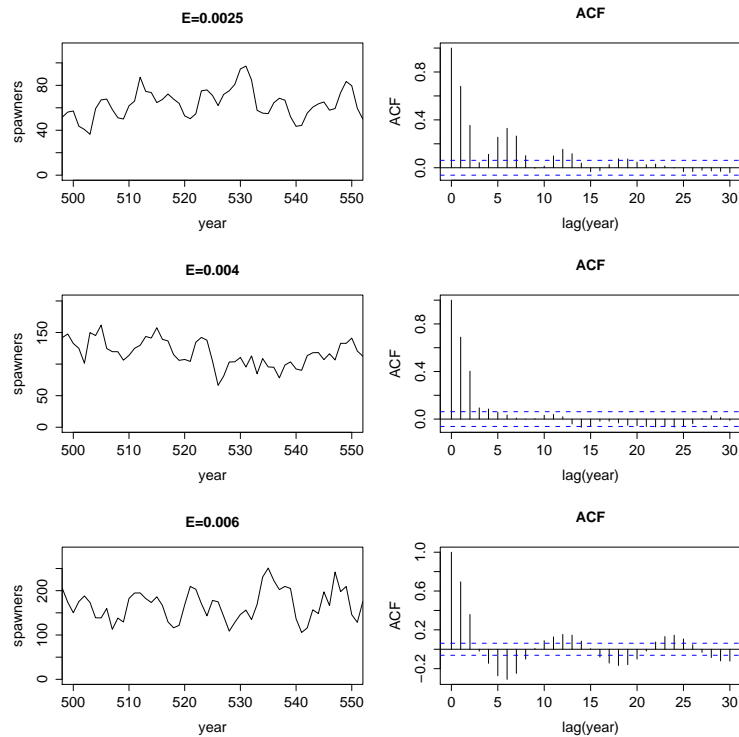 E=0.0025
ACF
spawners
0 40 80
500 510 520 530 540 550
year
ACF
0.0 0.4 0.8
0 5 10 15 20 25 30
lag(year)
E=0.004
ACF
spawners
0 50 150
500 510 520 530 540 550
year
ACF
0.0 0.4 0.8
0 5 10 15 20 25 30
lag(year)
E=0.006
ACF
spawners
0 100 200
500 510 520 530 540 550
year
ACF
−0.2 0.2 0.6 1.0
0 5 10 15 20 25 30
lag(year)